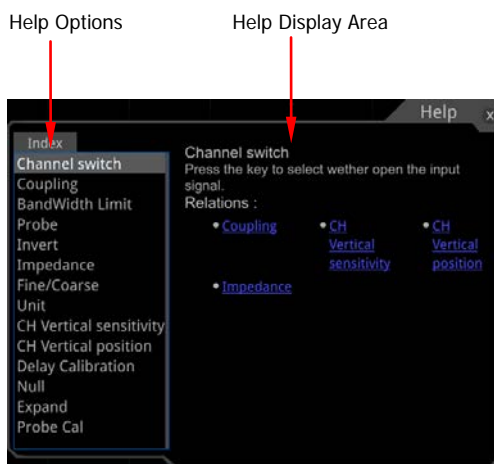 Help Options
Help Display Area
Help
x
Index
Channel switch
Coupling
BandWidth Limit
Probe
Invert
Impedance
Fine/Coarse
Unit
CH Vertical sensitivity
CH Vertical position
Delay Calibration
Null
Expand
Probe Cal
Channel switch
Press the key to select wether open the input
signal.
Relations :
• Coupling
• CH
Vertical
sensitivity
• CH
Vertical
position
• Impedance